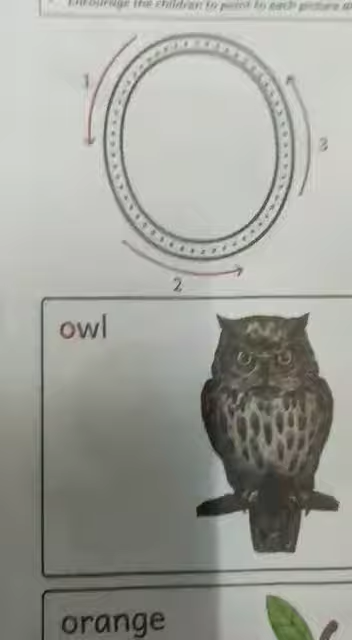 Encourage the children to point to each picture
1
3
2
owl
orange